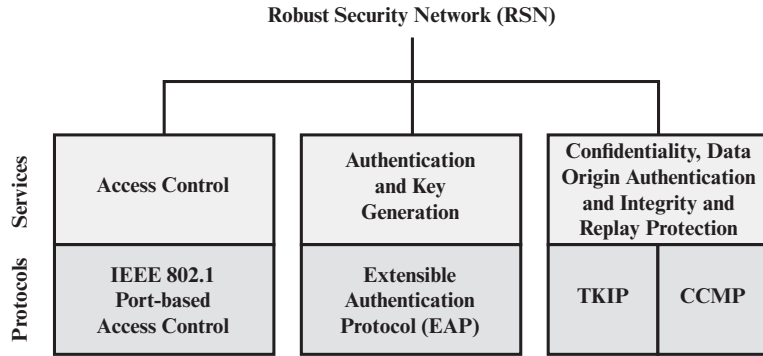 Robust Security Network (RSN)
Services
Access Control
Authentication
and Key
Generation
Confidentiality, Data
Origin Authentication
and Integrity and
Replay Protection
Protocols
IEEE 802.1
Port-based
Access Control
Extensible
Authentication
Protocol (EAP)
TKIP
CCMP